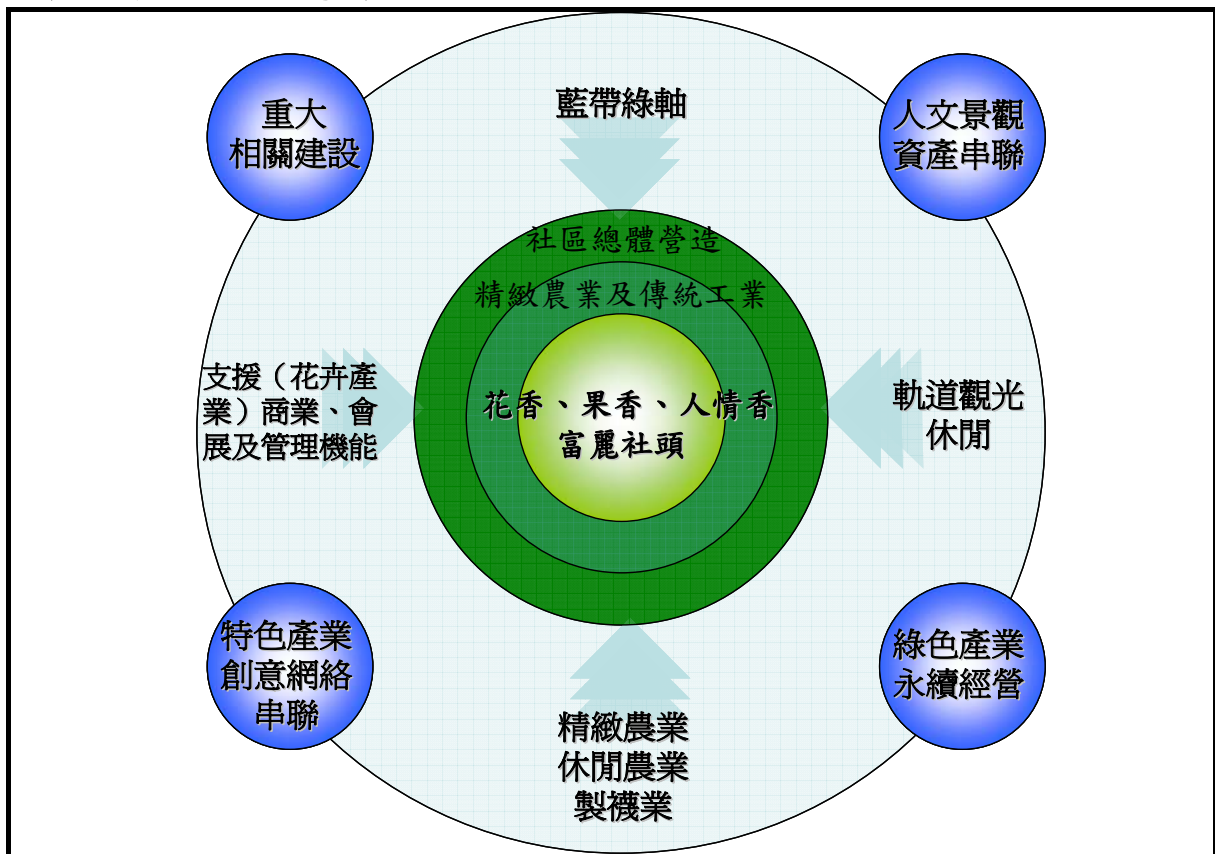 重大
相關建設
藍帶綠軸
人文景觀
資產串聯
社區總體營造
精緻農業及傳統工業
花香、果香、人情香
富麗社頭
支援（花卉產
業）商業、會
展及管理機能
軌道觀光
休閒
特色產業
創意網絡
串聯
精緻農業
休閒農業
製襪業
綠色產業
永續經營